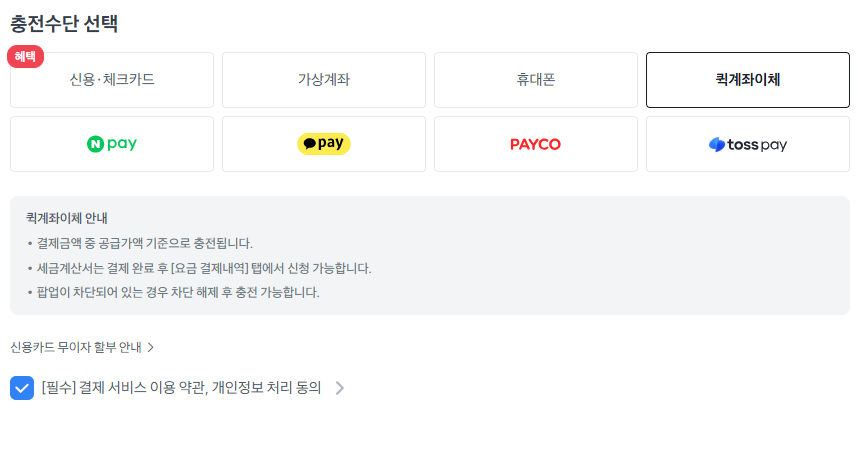 충전수단 선택
혜택
신용·체크카드
가상계좌
휴대폰
퀵계좌이체
N pay
pay
PAYCO
toss pay
퀵계좌이체 안내
• 결제금액 중 공급가액 기준으로 충전됩니다.
• 세금계산서는 결제 완료 후 [요금 결제내역] 탭에서 신청 가능합니다.
• 팝업이 차단되어 있는 경우 차단 해제 후 충전 가능합니다.
신용카드 무이자 할부 안내 >
[필수] 결제 서비스 이용 약관, 개인정보 처리 동의 >